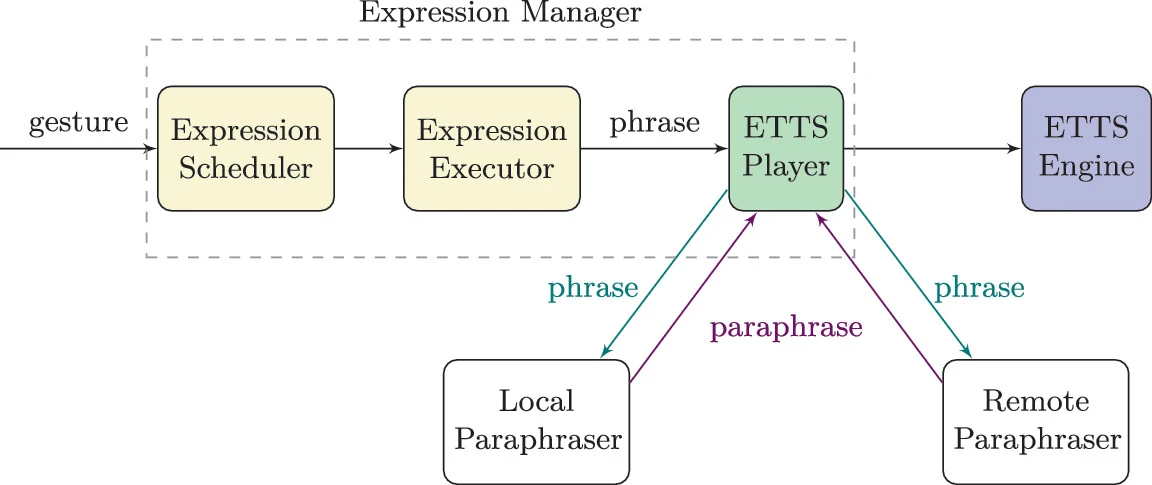 Expression Manager
gesture
Expression
Scheduler
Expression
Executor
phrase
ETTS
Player
ETTS
Engine
phrase
paraphrase
phrase
Local
Paraphraser
Remote
Paraphraser